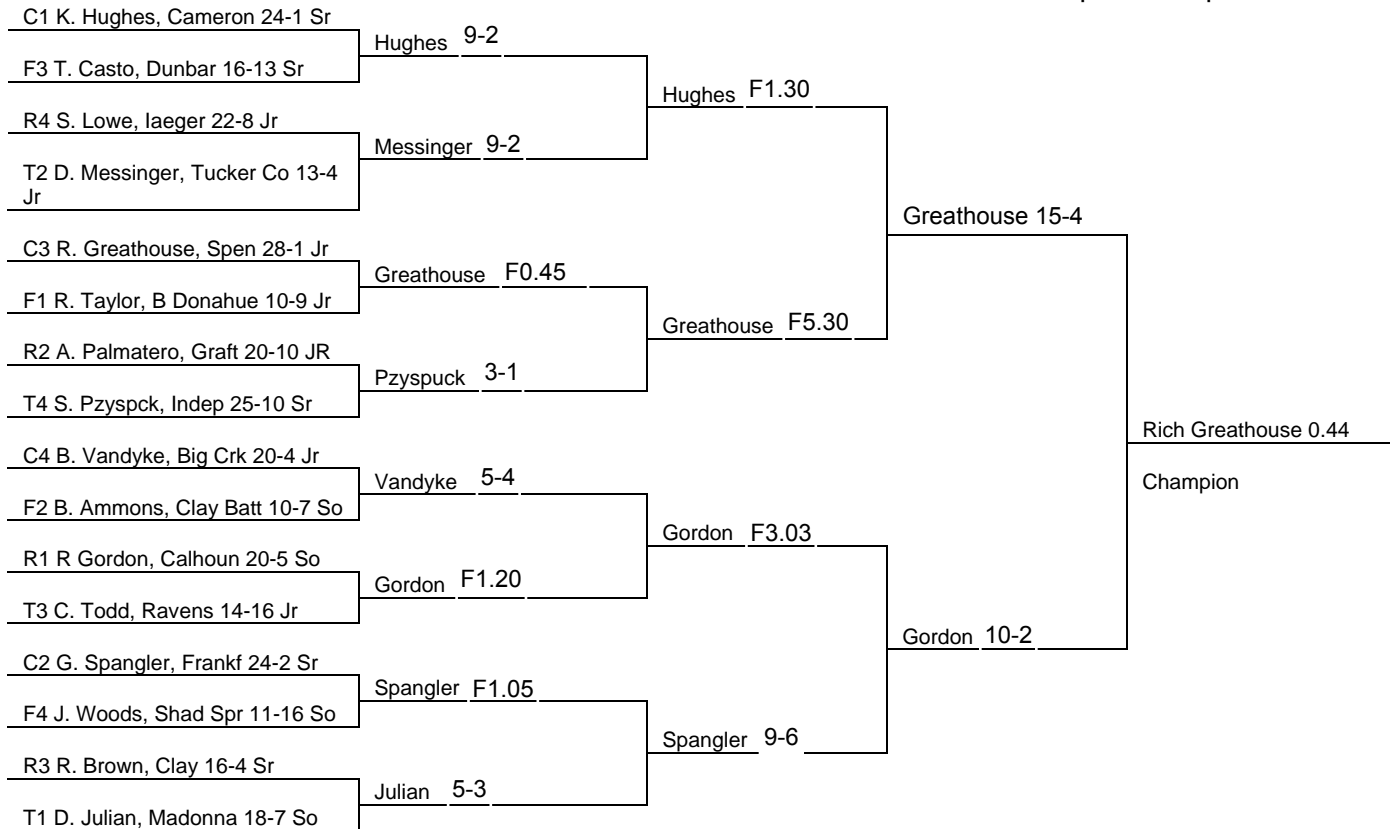 C1 K. Hughes, Cameron 24-1 Sr
Hughes 9-2
F3 T. Casto, Dunbar 16-13 Sr
Hughes F1.30
R4 S. Lowe, Iaeger 22-8 Jr
Messinger 9-2
T2 D. Messinger, Tucker Co 13-4
Jr
Greathouse 15-4
C3 R. Greathouse, Spen 28-1 Jr
Greathouse F0.45
F1 R. Taylor, B Donahue 10-9 Jr
Greathouse F5.30
R2 A. Palmatero, Graft 20-10 JR
Pzyspuck 3-1
T4 S. Pzyspck, Indep 25-10 Sr
Rich Greathouse 0.44
C4 B. Vandyke, Big Crk 20-4 Jr
Vandyke 5-4
Champion
F2 B. Ammons, Clay Batt 10-7 So
Gordon F3.03
R1 R Gordon, Calhoun 20-5 So
Gordon F1.20
T3 C. Todd, Ravens 14-16 Jr
Gordon 10-2
C2 G. Spangler, Frankf 24-2 Sr
Spangler F1.05
F4 J. Woods, Shad Spr 11-16 So
Spangler 9-6
R3 R. Brown, Clay 16-4 Sr
Julian 5-3
T1 D. Julian, Madonna 18-7 So